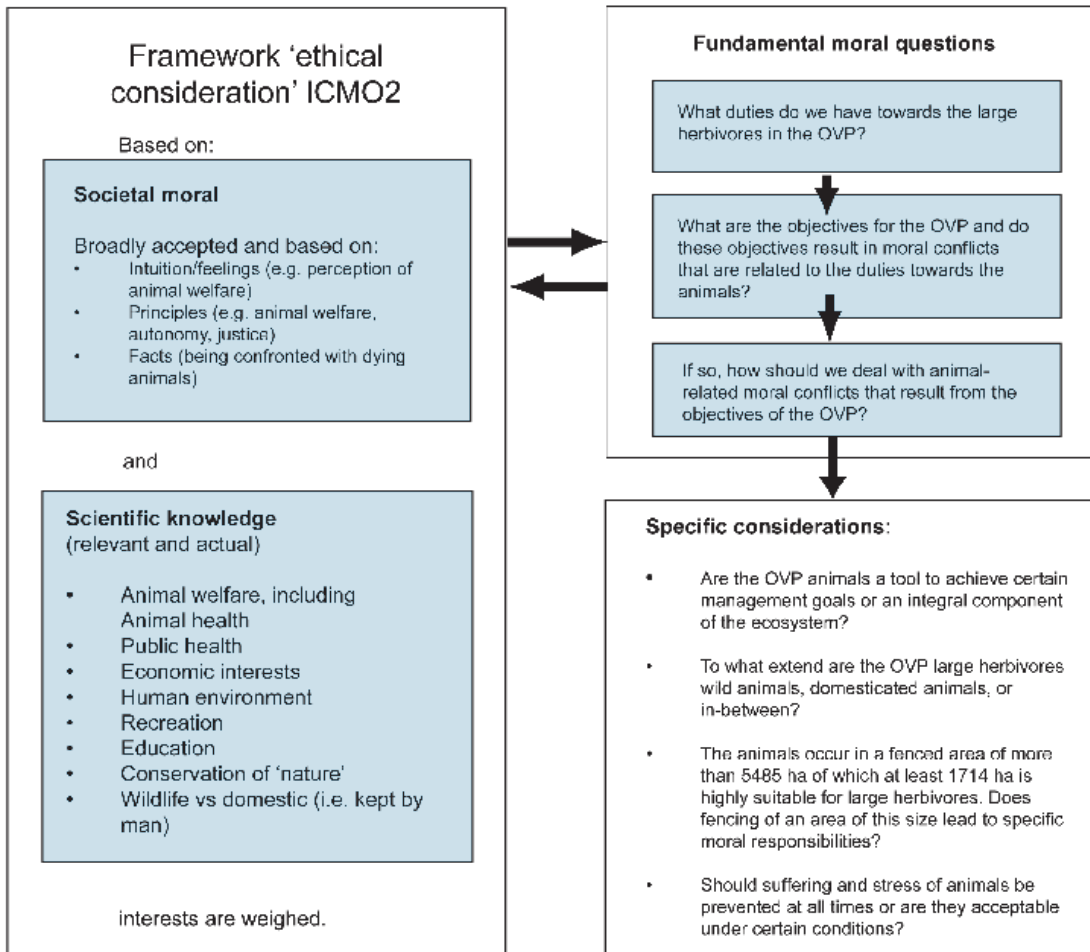 Framework ‘ethical
consideration’ ICMO2
Based on:
Societal moral
Broadly accepted and based on:
• Intuition/feelings (e.g. perception of
animal welfare)
• Principles (e.g. animal welfare,
autonomy, justice)
• Facts (being confronted with dying
animals)
and
Scientific knowledge
(relevant and actual)
• Animal welfare, including
Animal health
• Public health
• Economic interests
• Human environment
• Recreation
• Education
• Conservation of ‘nature’
• Wildlife vs domestic (i.e. kept by
man)
interests are weighed.
Fundamental moral questions
What duties do we have towards the large
herbivores in the OVP?
What are the objectives for the OVP and do
these objectives result in moral conflicts
that are related to the duties towards the
animals?
If so, how should we deal with animal-
related moral conflicts that result from the
objectives of the OVP?
Specific considerations:
• Are the OVP animals a tool to achieve certain
management goals or an integral component
of the ecosystem?
• To what extend are the OVP large herbivores
wild animals, domesticated animals, or
in-between?
• The animals occur in a fenced area of more
than 5485 ha of which at least 1714 ha is
highly suitable for large herbivores. Does
fencing of an area of this size lead to specific
moral responsibilities?
• Should suffering and stress of animals be
prevented at all times or are they acceptable
under certain conditions?